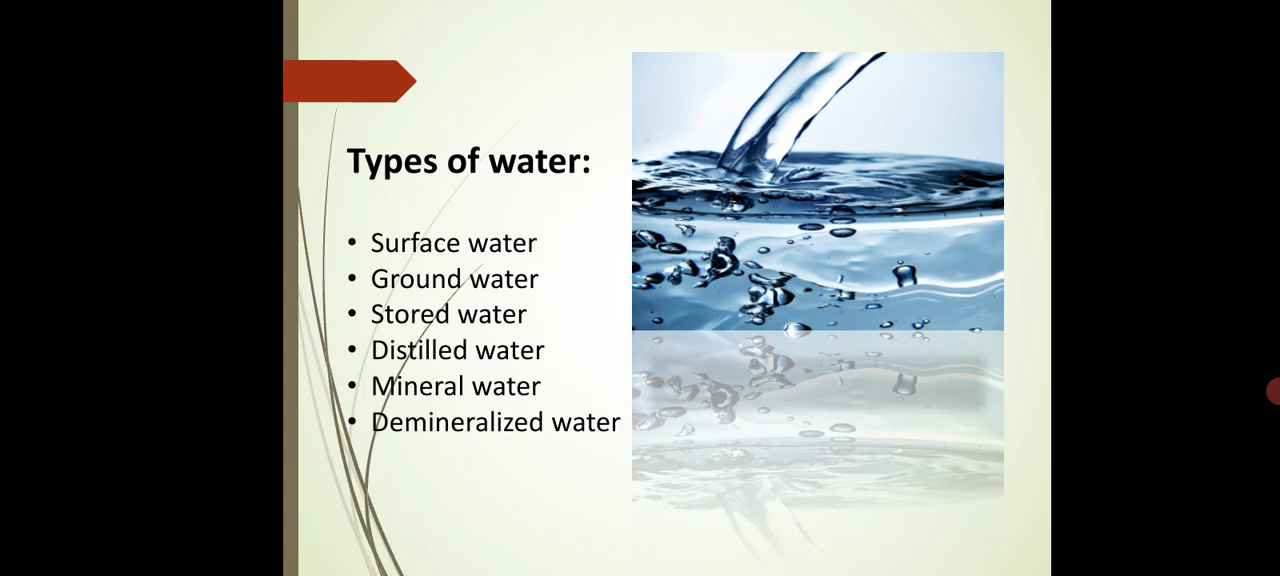 Types of water:
• Surface water
• Ground water
• Stored water
• Distilled water
• Mineral water
• Demineralized water